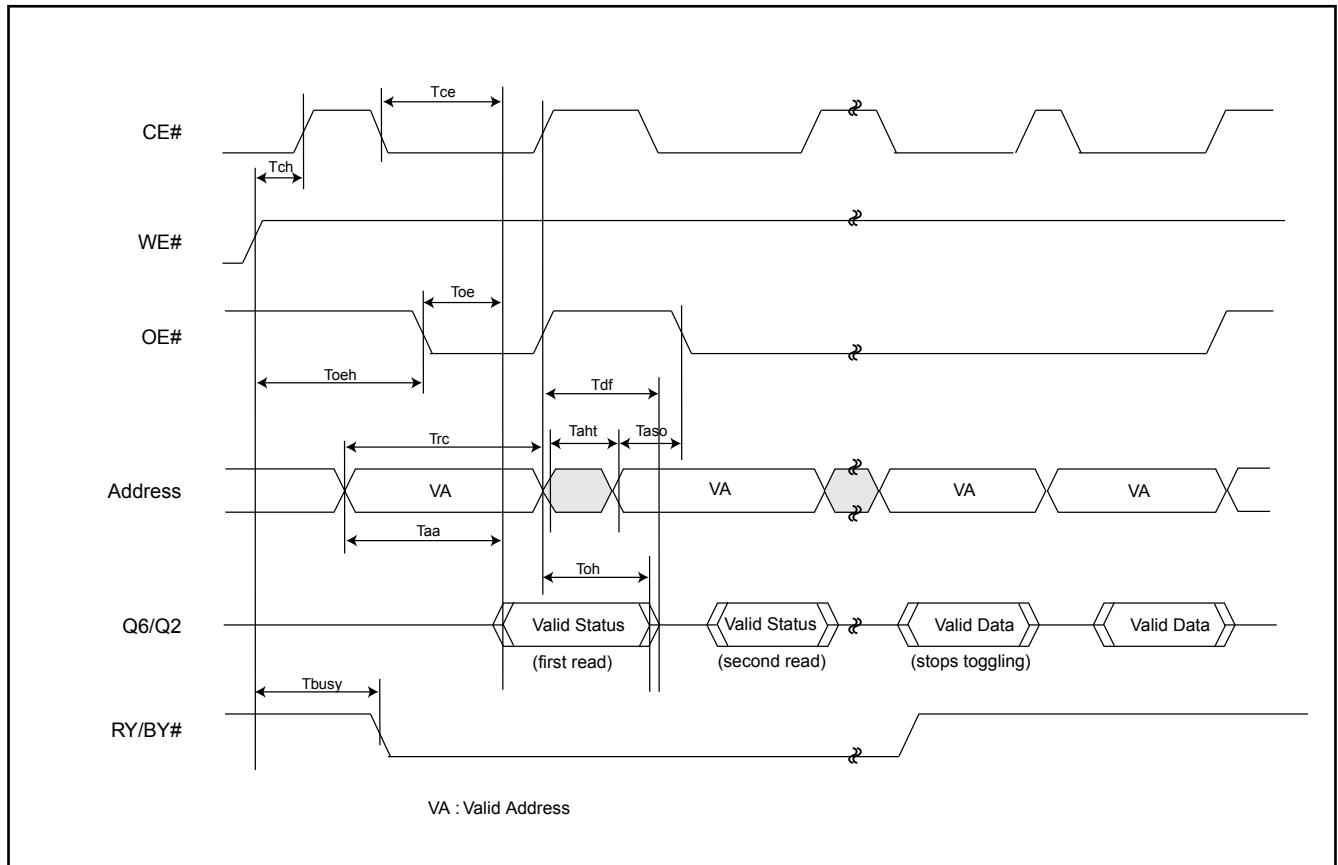 Tce
CE#
Tch
WE#
Toe
OE#
Toeh
Tdf
Trc
Taht
Taso
Address
VA
VA
VA
VA
Taa
Toh
Q6/Q2
Valid Status
Valid Status
Valid Data
Valid Data
(first read)
(second read)
(stops toggling)
Tbusy
RY/BY#
VA : Valid Address